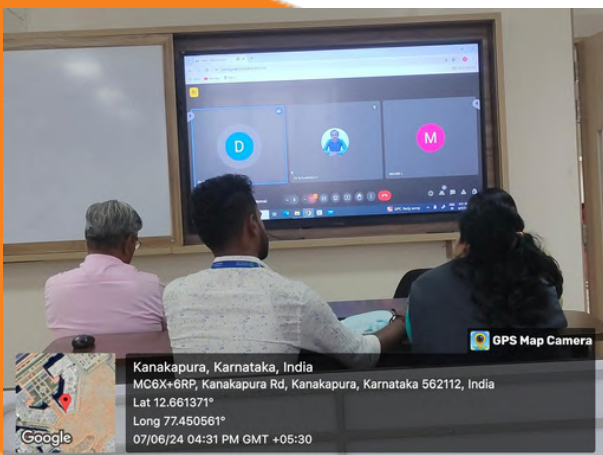 D
M
GPS Map Camera
Kanakapura, Karnataka, India
MC6X+6RP, Kanakapura Rd, Kanakapura, Karnataka 562112, India
Lat 12.661371°
Long 77.450561°
07/06/24 04:31 PM GMT +05:30
Google